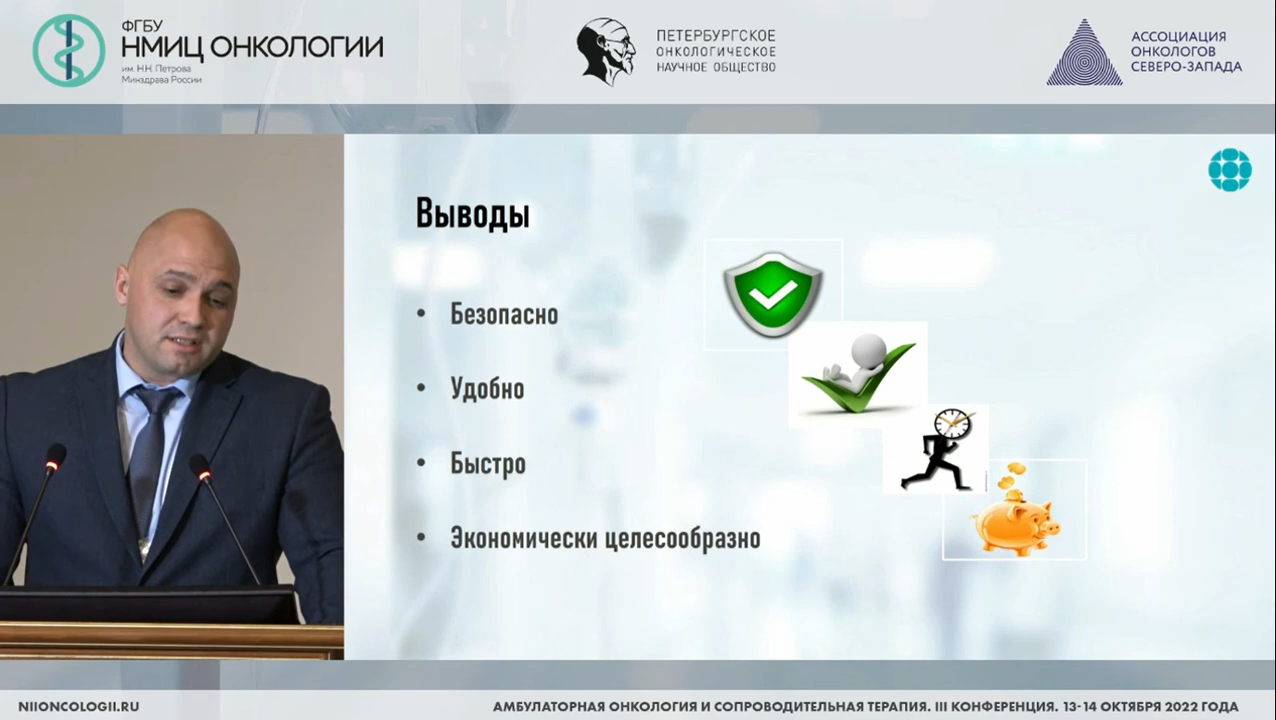 ФГБУ
НМИЦ ОНКОЛОГИИ
им. Н.Н. Петрова
Минздрава России
ПЕТЕРБУРГСКОЕ
ОНКОЛОГИЧЕСКОЕ
НАУЧНОЕ ОБЩЕСТВО
АССОЦИАЦИЯ
ОНКОЛОГОВ
СЕВЕРО-ЗАПАДА
Выводы
• Безопасно
• Удобно
• Быстро
• Экономически целесообразно
NIIONCOLOGII.RU
АМБУЛАТОРНАЯ ОНКОЛОГИЯ И СОПРОВОДИТЕЛЬНАЯ ТЕРАПИЯ. III КОНФЕРЕНЦИЯ. 13-14 ОКТЯБРЯ 2022 ГОДА